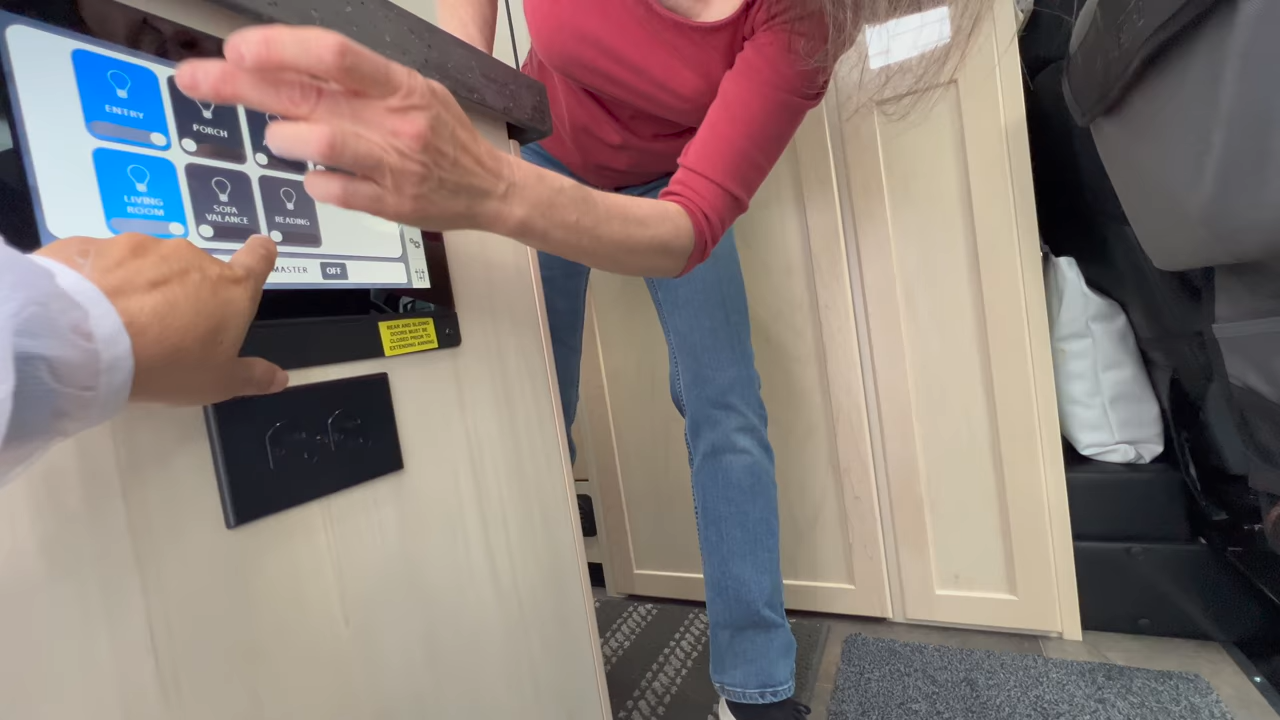 ENTRY
PORCH
LIVING
ROOM
SOFA
VALANCE
READING
MASTER
OFF
REAR AND SLIDING
DOORS MUST BE
CLOSED PRIOR TO
EXTENDING AWNING